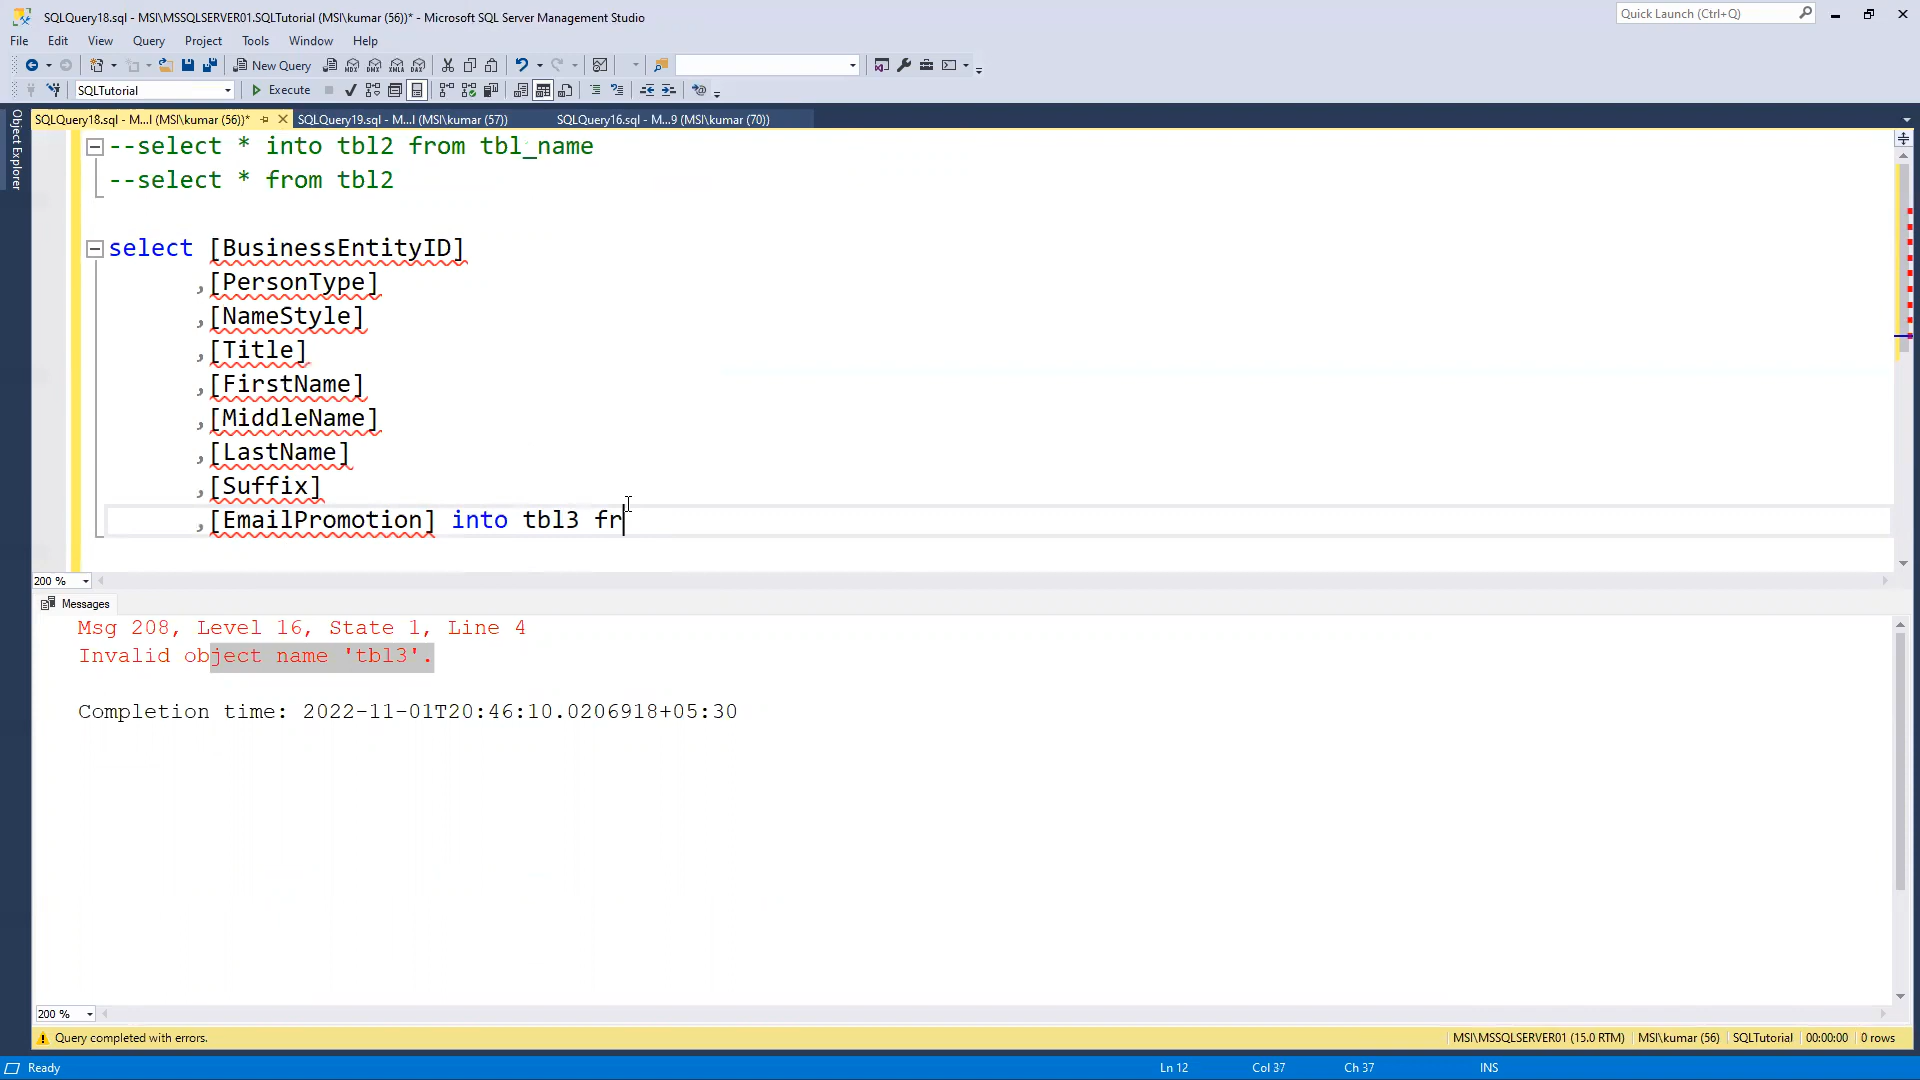 SQLQuery18.sql - MSI\MSSQLSERVER01.SQLTutorial (MSI\kumar (56))* - Microsoft SQL Server Management Studio
Quick Launch (Ctrl+Q)
File Edit View Query Project Tools Window Help
New Query
SQLTutorial Execute
SQLQuery18.sql - M...l (MSI\kumar (56))* SQLQuery19.sql - M...l (MSI\kumar (57)) SQLQuery16.sql - M...9 (MSI\kumar (70))
Object Explorer
--select * into tbl2 from tbl_name
--select * from tbl2
select [BusinessEntityID]
,[PersonType]
,[NameStyle]
,[Title]
,[FirstName]
,[MiddleName]
,[LastName]
,[Suffix]
,[EmailPromotion] into tbl3 fr
200 %
Messages
Msg 208, Level 16, State 1, Line 4
Invalid object name 'tbl3'.
Completion time: 2022-11-01T20:46:10.0206918+05:30
200 %
Query completed with errors. MSI\MSSQLSERVER01 (15.0 RTM) MSI\kumar (56) SQLTutorial 00:00:00 0 rows
Ready Ln 12 Col 37 Ch 37 INS